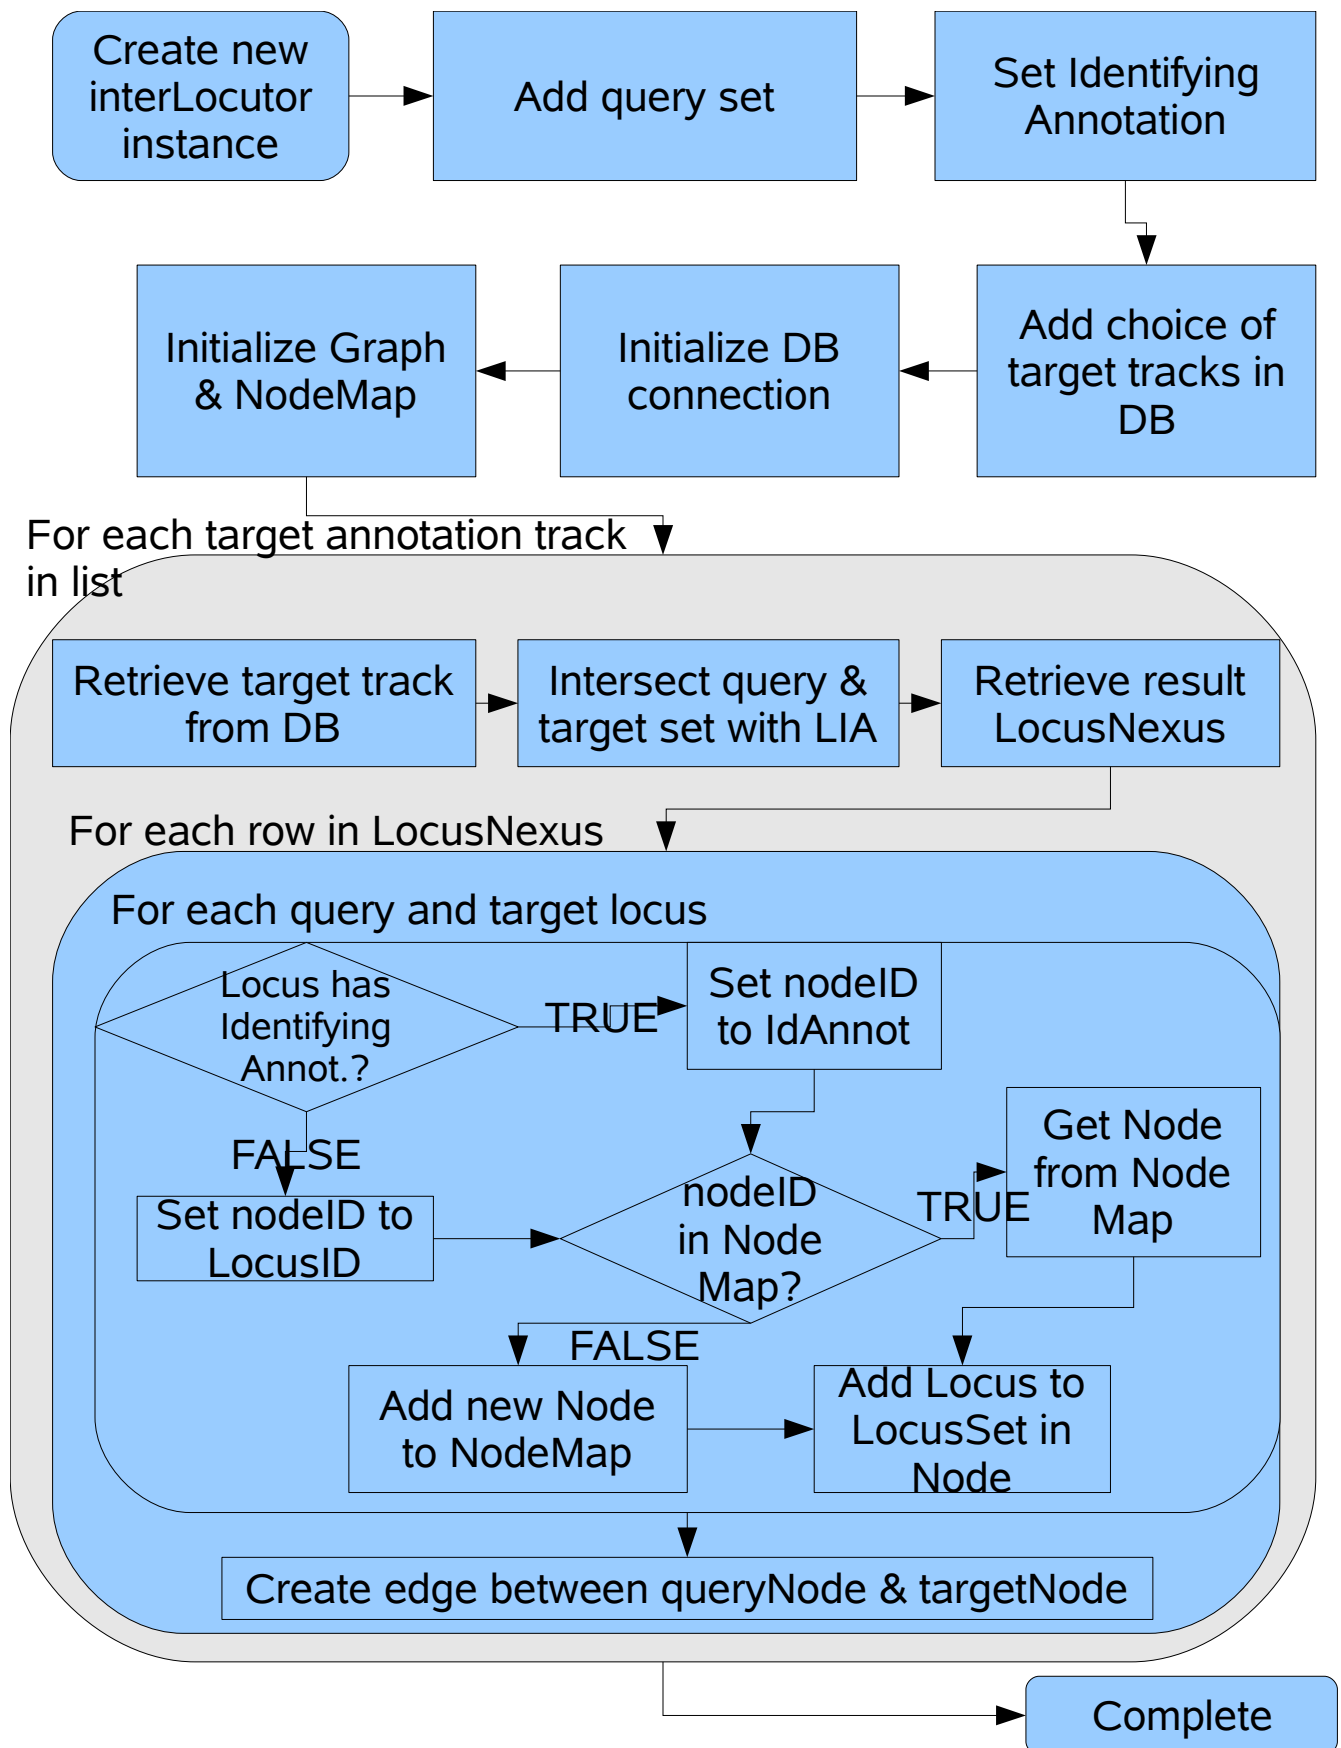 Create new
interLocutor
instance
Add query set
Set Identifying
Annotation
Add choice of
target tracks in
DB
Initialize DB
connection
Initialize Graph
& NodeMap
For each target annotation track
in list
Retrieve target track
from DB
Intersect query &
target set with LIA
Retrieve result
LocusNexus
For each row in LocusNexus
For each query and target locus
Locus has
Identifying
Annot.?
TRUE
Set nodeID
to IdAnnot
FALSE
Set nodeID to
LocusID
nodeID
in Node
Map?
TRUE
Get Node
from Node
Map
FALSE
Add new Node
to NodeMap
Add Locus to
LocusSet in
Node
Create edge between queryNode & targetNode
Complete